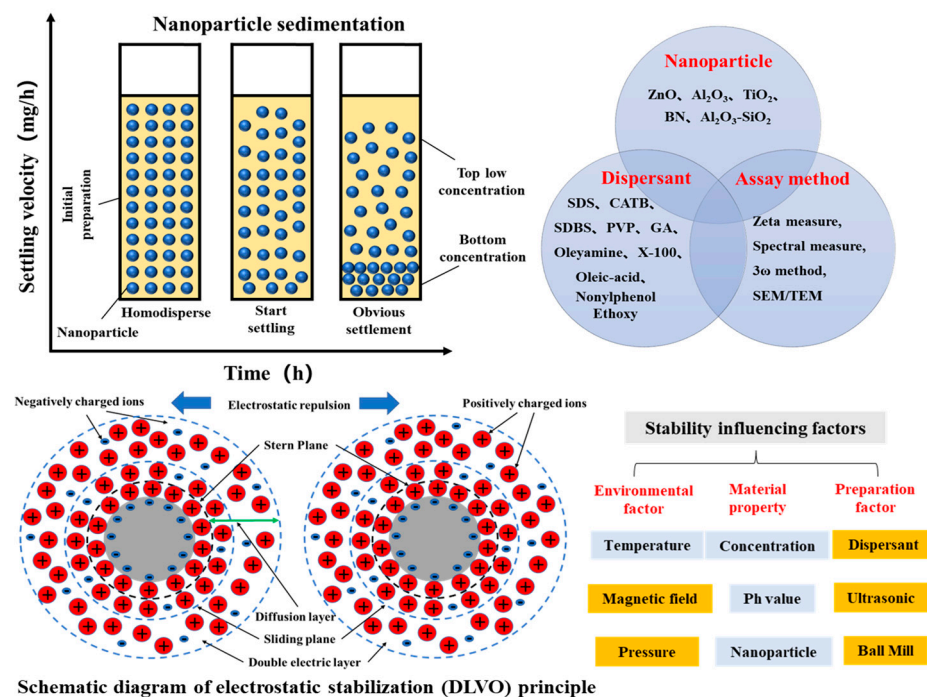 Nanoparticle sedimentation
Settling velocity (mg/h)
Initial
preparation
Nanoparticle
Homodisperse
Start
settling
Obvious
settlement
Top low
concentration
Bottom
concentration
Time (h)
Nanoparticle
ZnO、Al₂O₃、TiO₂、
BN、Al₂O₃-SiO₂
Dispersant
SDS、CATB、
SDBS、PVP、GA、
Oleyamine、X-100、
Oleic-acid、
Nonylphenol
Ethoxy
Assay method
Zeta measure,
Spectral measure,
3ω method,
SEM/TEM
Negatively charged ions
Electrostatic repulsion
Positively charged ions
Stern Plane
Diffusion layer
Sliding plane
Double electric layer
Schematic diagram of electrostatic stabilization (DLVO) principle
Stability influencing factors
Environmental
factor
Material
property
Preparation
factor
Temperature
Concentration
Dispersant
Magnetic field
Ph value
Ultrasonic
Pressure
Nanoparticle
Ball Mill